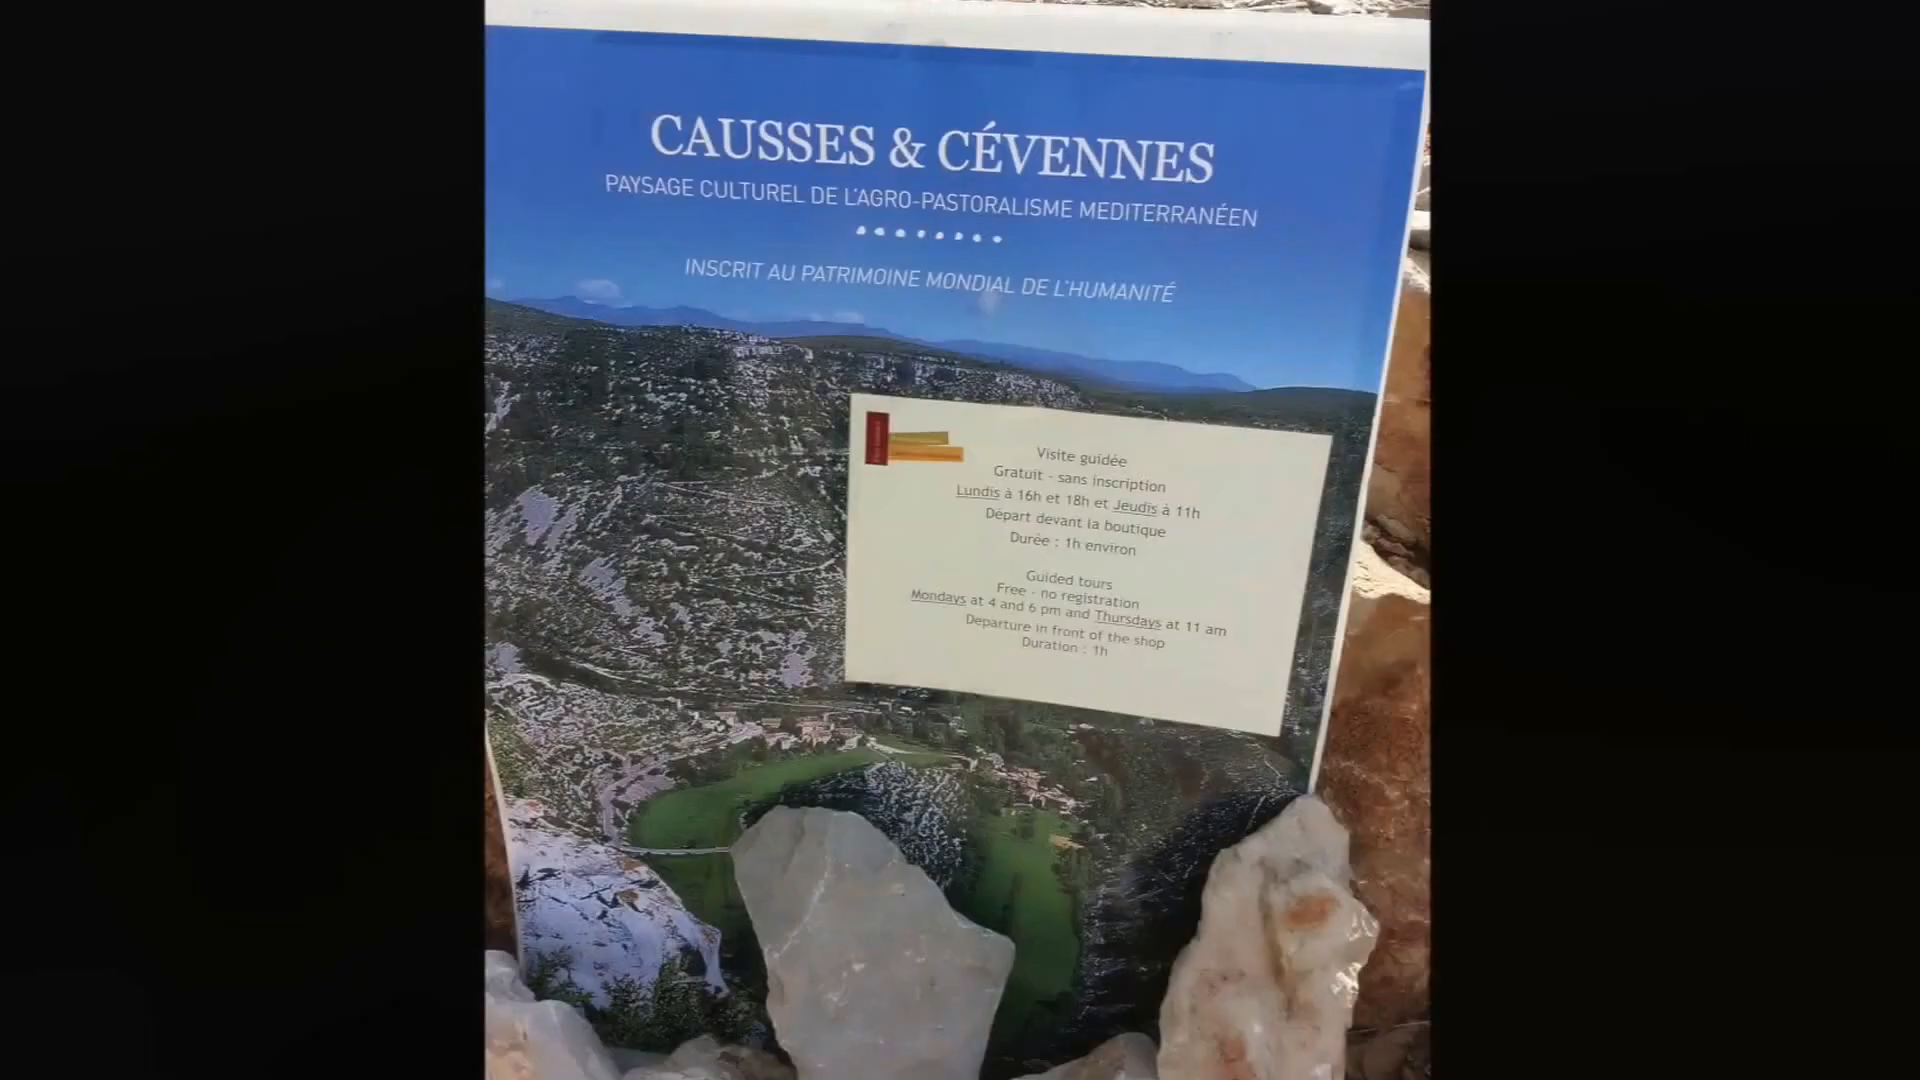 CAUSSES & CÉVENNES
PAYSAGE CULTUREL DE L'AGRO-PASTORALISME MEDITERRANÉEN
INSCRIT AU PATRIMOINE MONDIAL DE L'HUMANITÉ
Visite guidée
Gratuit - sans inscription
Lundis à 16h et 18h et Jeudis à 11h
Départ devant la boutique
Durée : 1h environ
Guided tours
Free - no registration
Mondays at 4 and 6 pm and Thursdays at 11 am
Departure in front of the shop
Duration : 1h